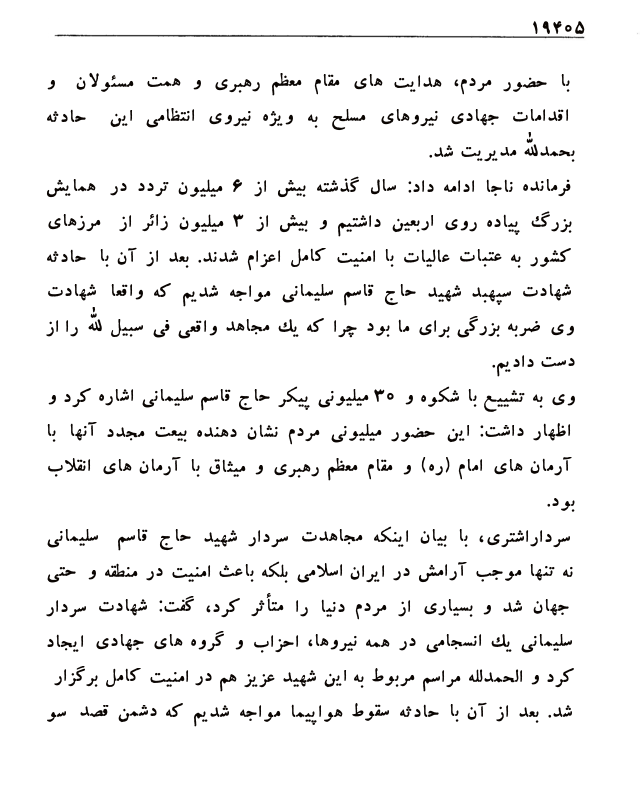 ۱۹۴۰۵
با حضور مردم، هدایت های مقام معظم رهبری و همت مسئولان و
اقدامات جهادی نیروهای مسلح به ویژه نیروی انتظامی این حادثه
بحمدلله مدیریت شد.
فرمانده ناجا ادامه داد: سال گذشته بیش از ۶ میلیون تردد در همایش
بزرگ پیاده روی اربعین داشتیم و بیش از ۳ میلیون زائر از مرزهای
کشور به عتبات عالیات با امنیت کامل اعزام شدند. بعد از آن با حادثه
شهادت سپهبد شهید حاج قاسم سلیمانی مواجه شدیم که واقعا شهادت
وی ضربه بزرگی برای ما بود چرا که یك مجاهد واقعی فی سبیل لله را از
دست دادیم.
وی به تشییع با شکوه و ۳۰ میلیونی پیکر حاج قاسم سلیمانی اشاره کرد و
اظهار داشت: این حضور میلیونی مردم نشان دهنده بیعت مجدد آنها با
آرمان های امام (ره) و مقام معظم رهبری و میثاق با آرمان های انقلاب
بود.
سرداراشتری، با بیان اینکه مجاهدت سردار شهید حاج قاسم سلیمانی
نه تنها موجب آرامش در ایران اسلامی بلکه باعث امنیت در منطقه و حتی
جهان شد و بسیاری از مردم دنیا را متأثر کرد، گفت: شهادت سردار
سلیمانی یك انسجامی در همه نیروها، احزاب و گروه های جهادی ایجاد
کرد و الحمدلله مراسم مربوط به این شهید عزیز هم در امنیت کامل برگزار
شد. بعد از آن با حادثه سقوط هواپیما مواجه شدیم که دشمن قصد سو